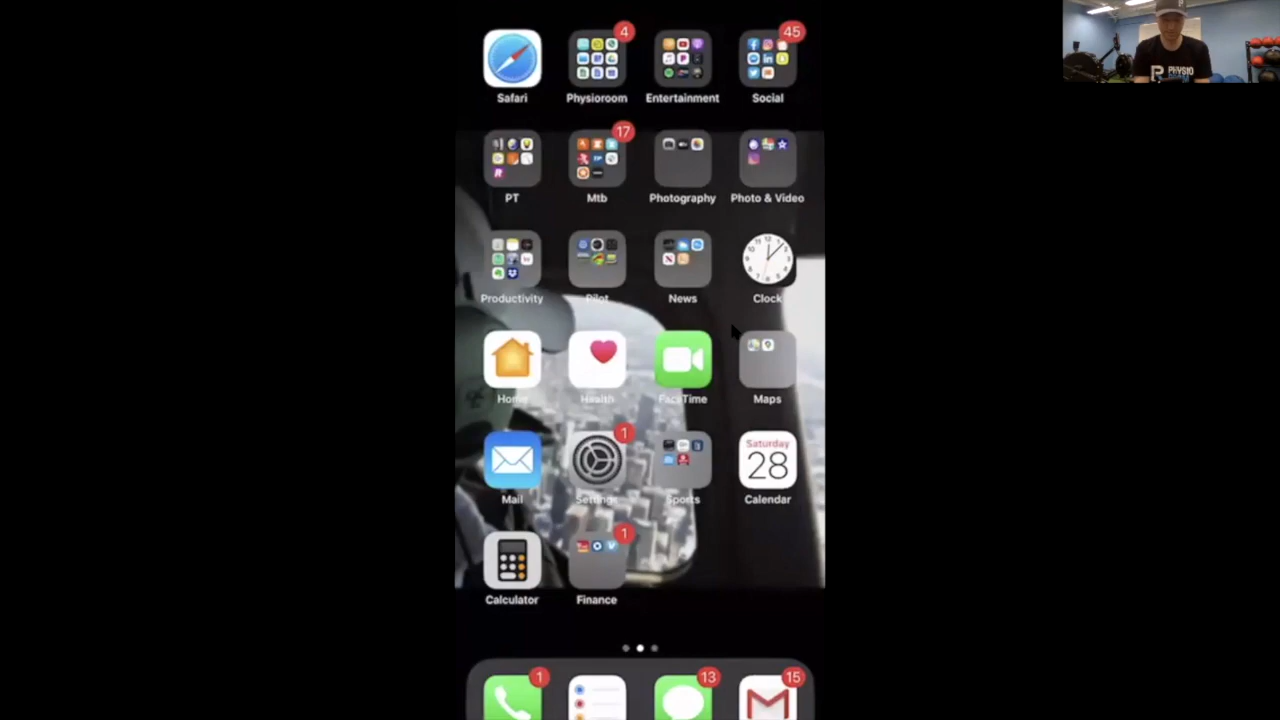 4
45
Safari
Physioroom
Entertainment
Social
17
PT
Mtb
Photography
Photo & Video
Productivity
Pilot
News
Clock
Home
Health
FaceTime
Maps
1
Saturday
28
Mail
Settings
Sports
Calendar
1
Calculator
Finance
1
13
15
PHYSIO